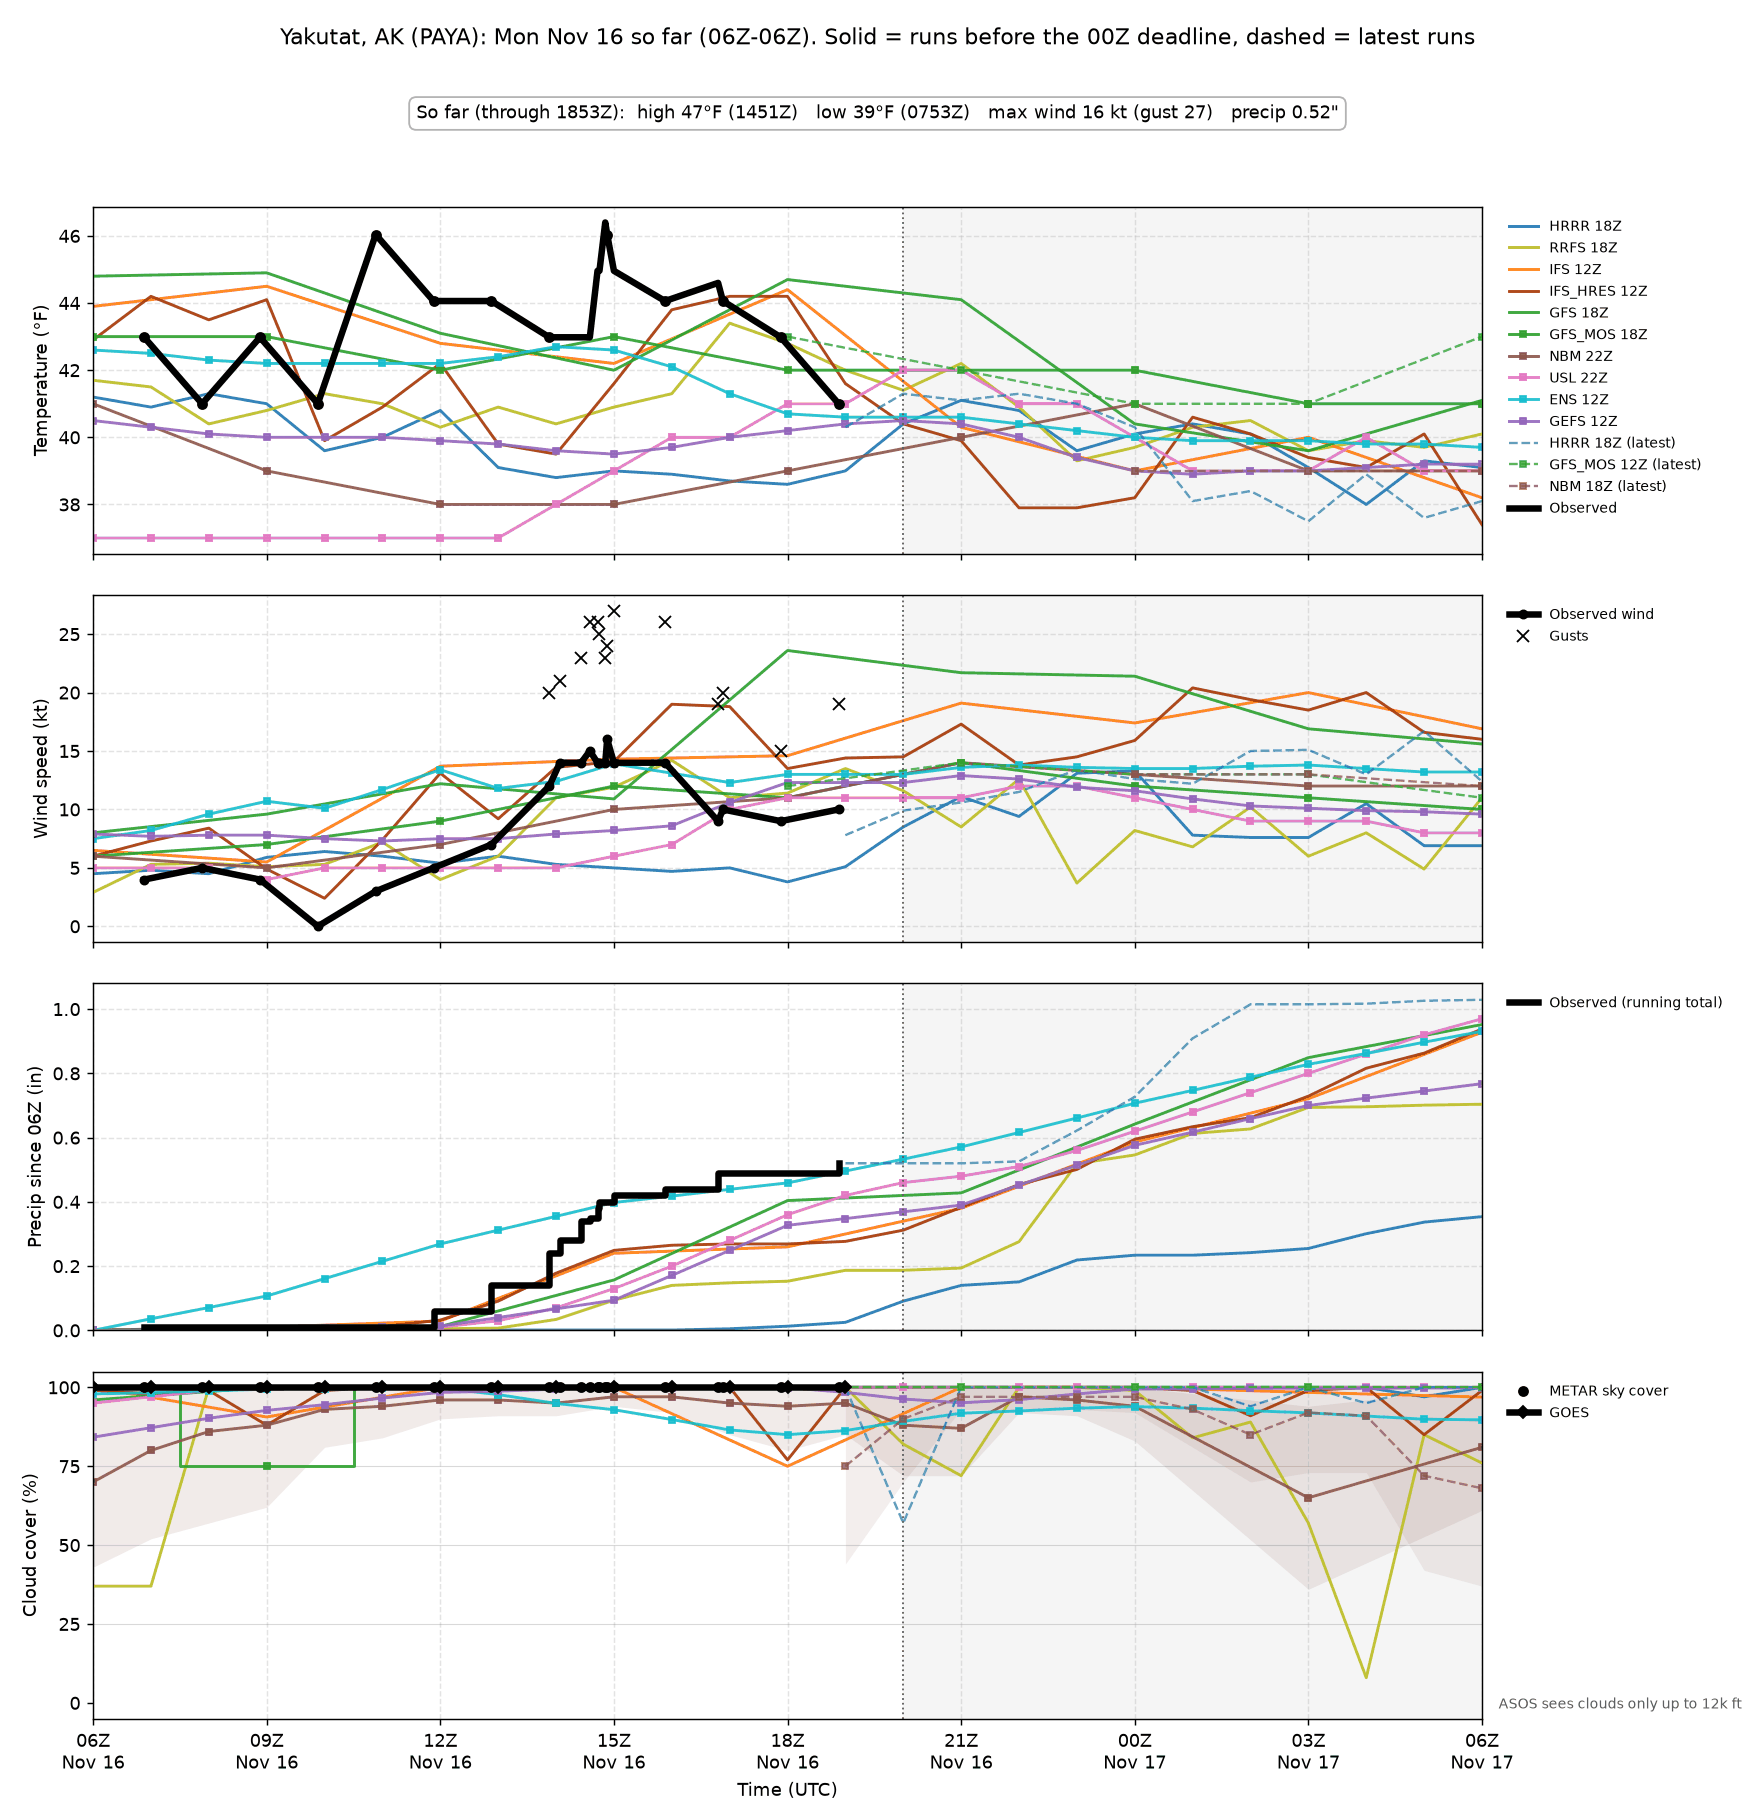 Yakutat, AK (PAYA): Mon Nov 16 so far (06Z-06Z). Solid = runs before the 00Z deadline, dashed = latest runs
So far (through 1853Z):  high 47°F (1451Z)   low 39°F (0753Z)   max wind 16 kt (gust 27)   precip 0.52"
Temperature (°F)
46
44
42
40
38
HRRR 18Z
RRFS 18Z
IFS 12Z
IFS_HRES 12Z
GFS 18Z
GFS_MOS 18Z
NBM 22Z
USL 22Z
ENS 12Z
GEFS 12Z
HRRR 18Z (latest)
GFS_MOS 12Z (latest)
NBM 18Z (latest)
Observed
Wind speed (kt)
25
20
15
10
5
0
Observed wind
Gusts
Precip since 06Z (in)
1.0
0.8
0.6
0.4
0.2
0.0
Observed (running total)
Cloud cover (%)
100
75
50
25
0
METAR sky cover
GOES
ASOS sees clouds only up to 12k ft
06Z
Nov 16
09Z
Nov 16
12Z
Nov 16
15Z
Nov 16
18Z
Nov 16
21Z
Nov 16
00Z
Nov 17
03Z
Nov 17
06Z
Nov 17
Time (UTC)